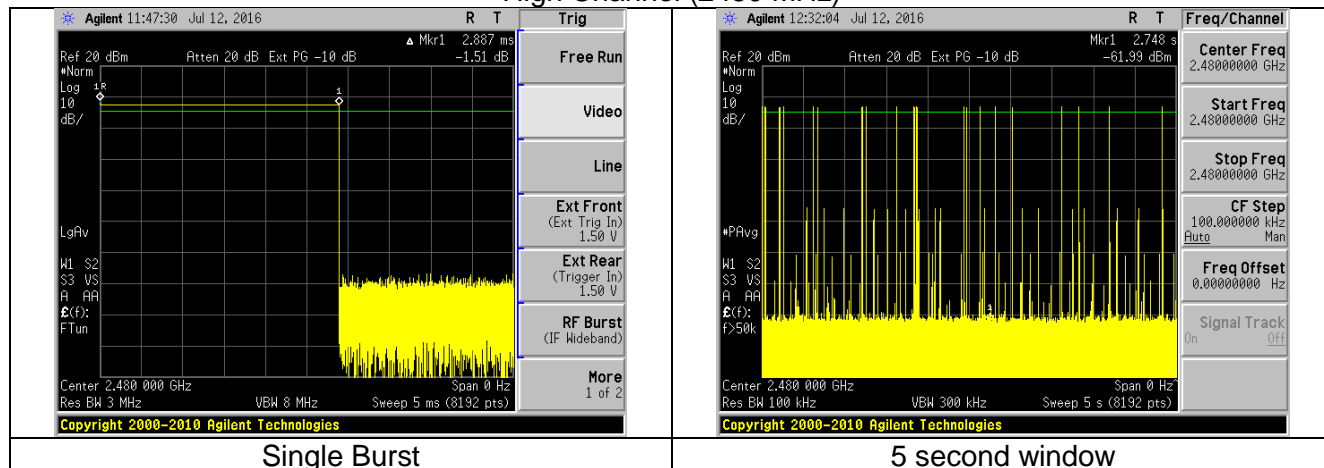 High Channel (2480 MHz)
Agilent 11:47:30 Jul 12, 2016 R T Trig
Δ Mkr1 2.887 ms
Ref 20 dBm Atten 20 dB Ext PG -10 dB -1.51 dB
#Norm
Log
10
dB/
1R
1
LgAv
W1 S2
S3 VS
A AA
£(f):
FTun
Center 2.480 000 GHz Span 0 Hz
Res BW 3 MHz VBW 8 MHz Sweep 5 ms (8192 pts)
Copyright 2000-2010 Agilent Technologies
Free Run
Video
Line
Ext Front
(Ext Trig In)
1.50 V
Ext Rear
(Trigger In)
1.50 V
RF Burst
(IF Wideband)
More
1 of 2
Single Burst
Agilent 12:32:04 Jul 12, 2016 R T Freq/Channel
Mkr1 2.748 s
Ref 20 dBm Atten 20 dB Ext PG -10 dB -61.99 dBm
#Norm
Log
10
dB/
#PAvg
1
W1 S2
S3 VS
A AA
£(f):
f>50k
Center 2.480 000 GHz Span 0 Hz^
Res BW 100 kHz VBW 300 kHz Sweep 5 s (8192 pts)
Copyright 2000-2010 Agilent Technologies
Center Freq
2.48000000 GHz
Start Freq
2.48000000 GHz
Stop Freq
2.48000000 GHz
CF Step
100.000000 kHz
Auto Man
Freq Offset
0.00000000 Hz
Signal Track
On Off
5 second window